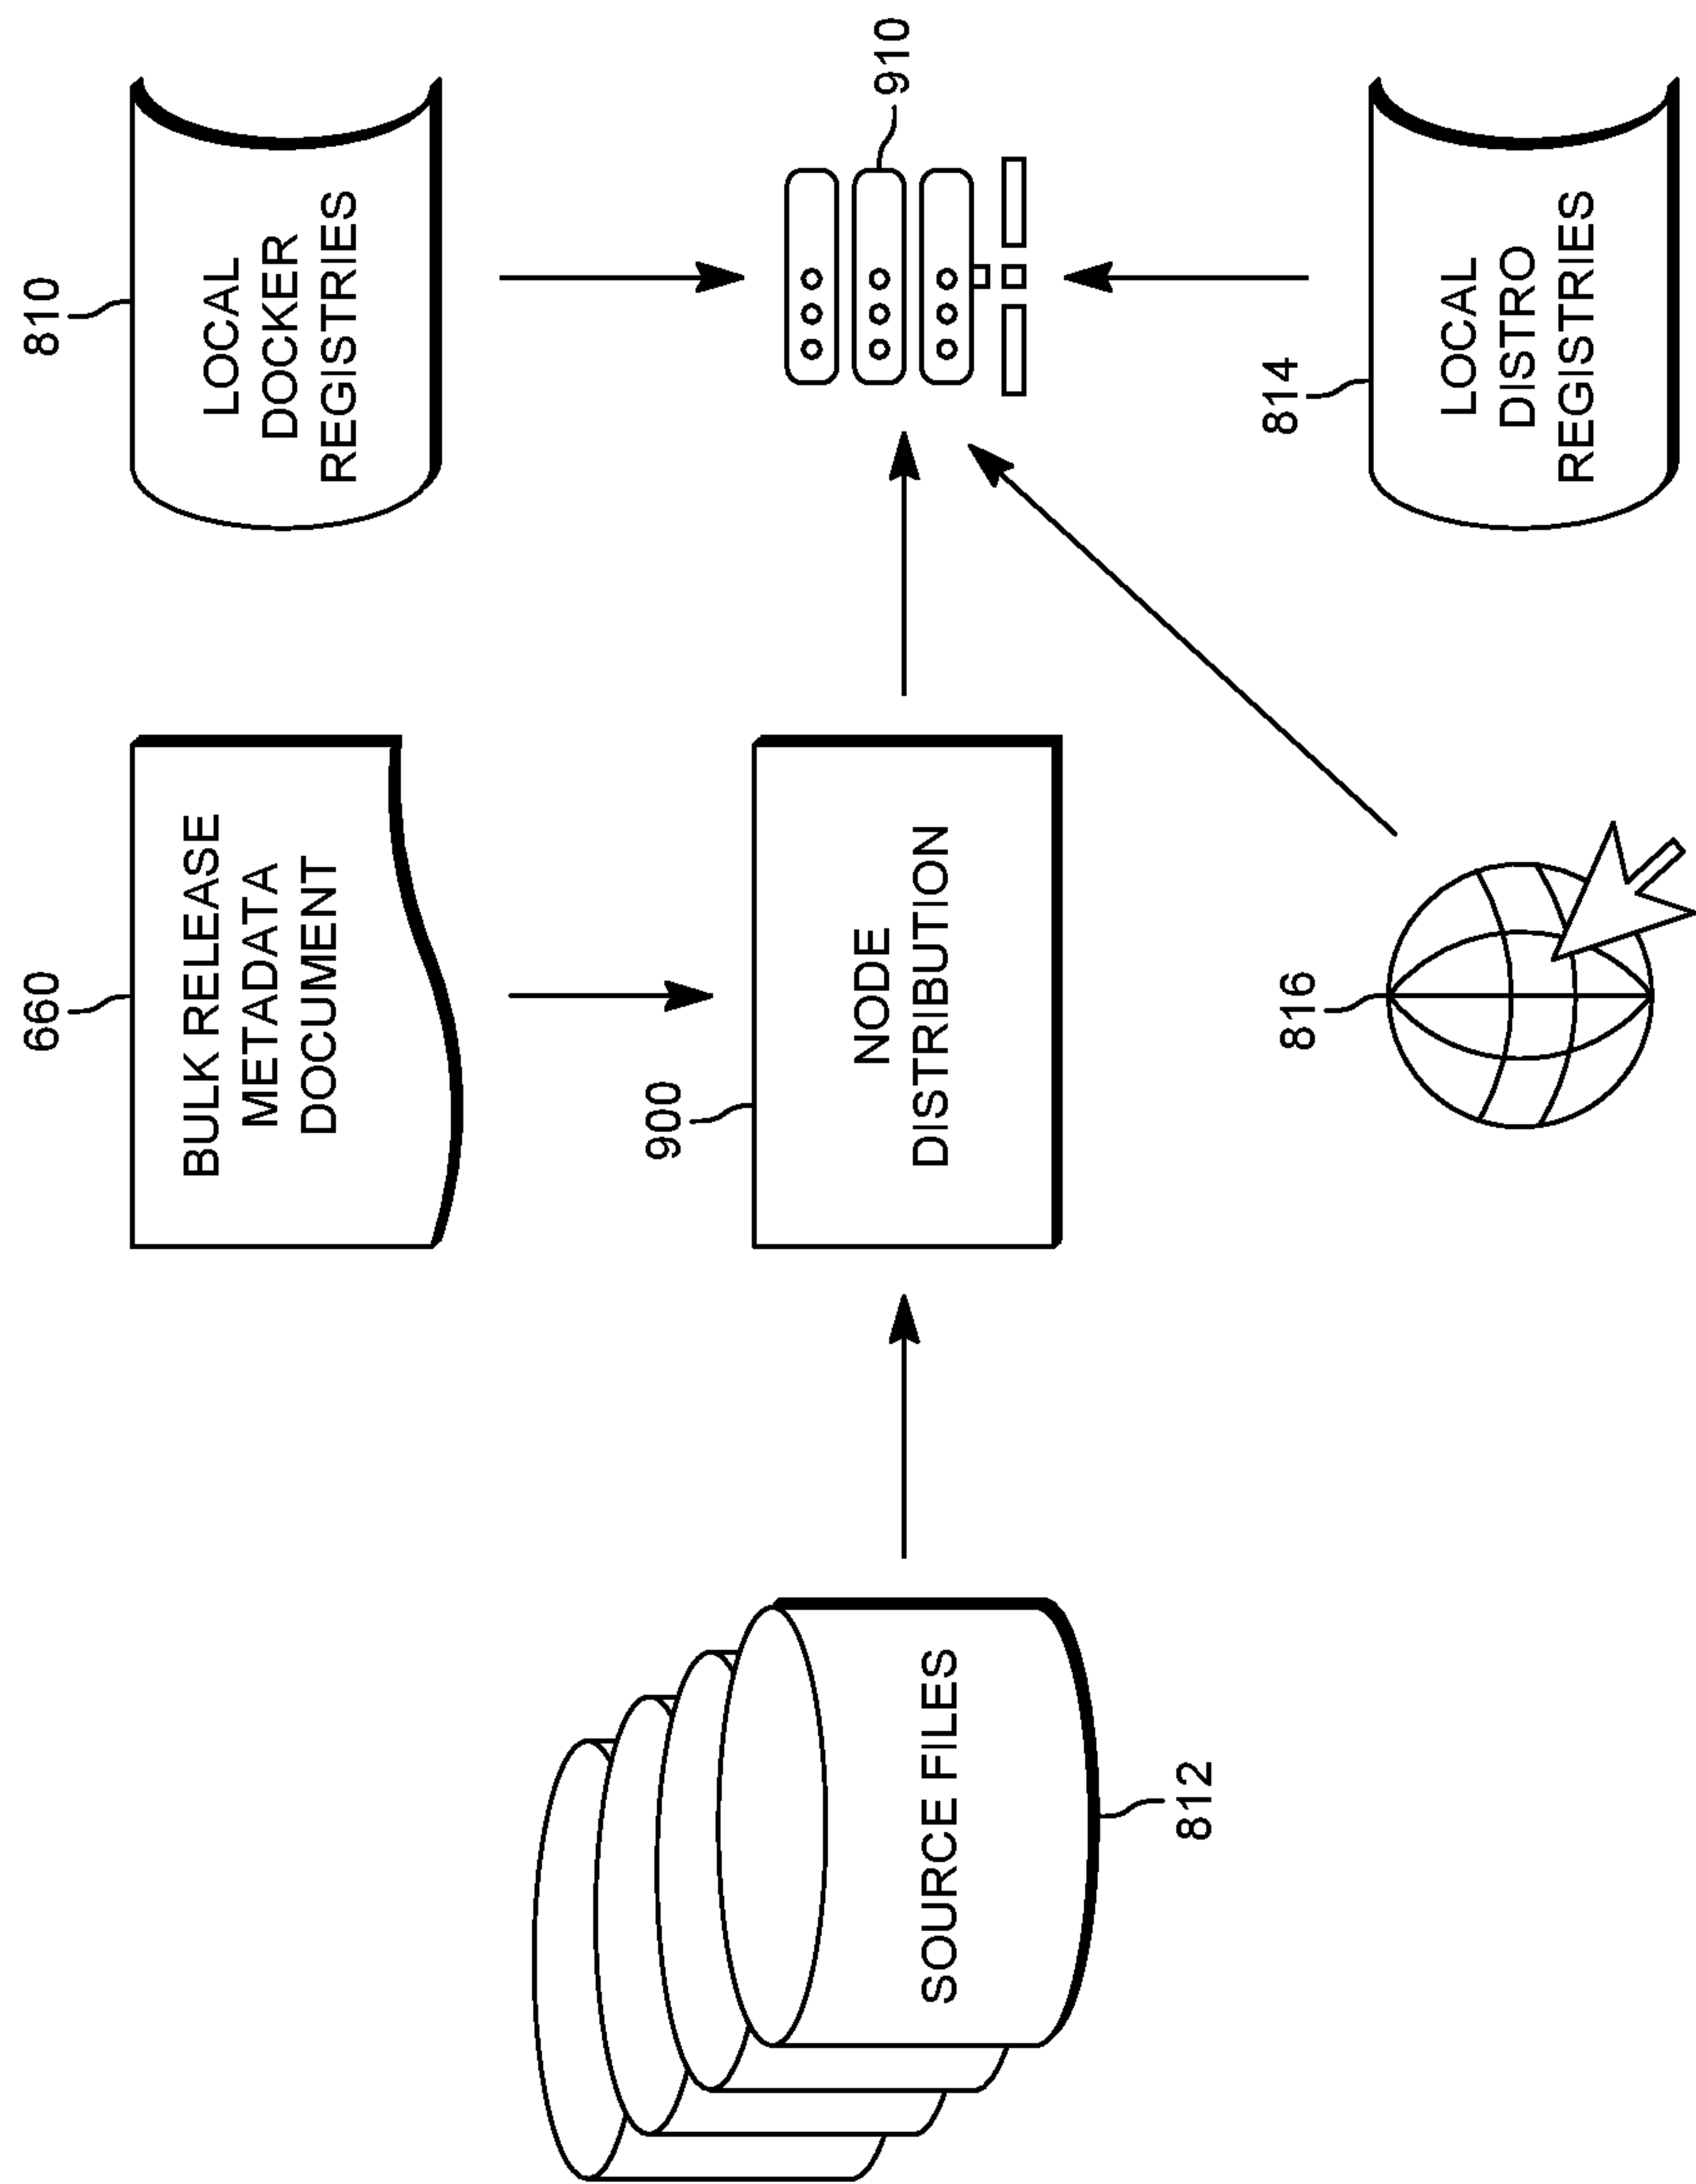 660
BULK RELEASE
METADATA
DOCUMENT
810
LOCAL
DOCKER
REGISTRIES
SOURCE FILES
812
900
NODE
DISTRIBUTION
910
816
814
LOCAL
DISTRO
REGISTRIES